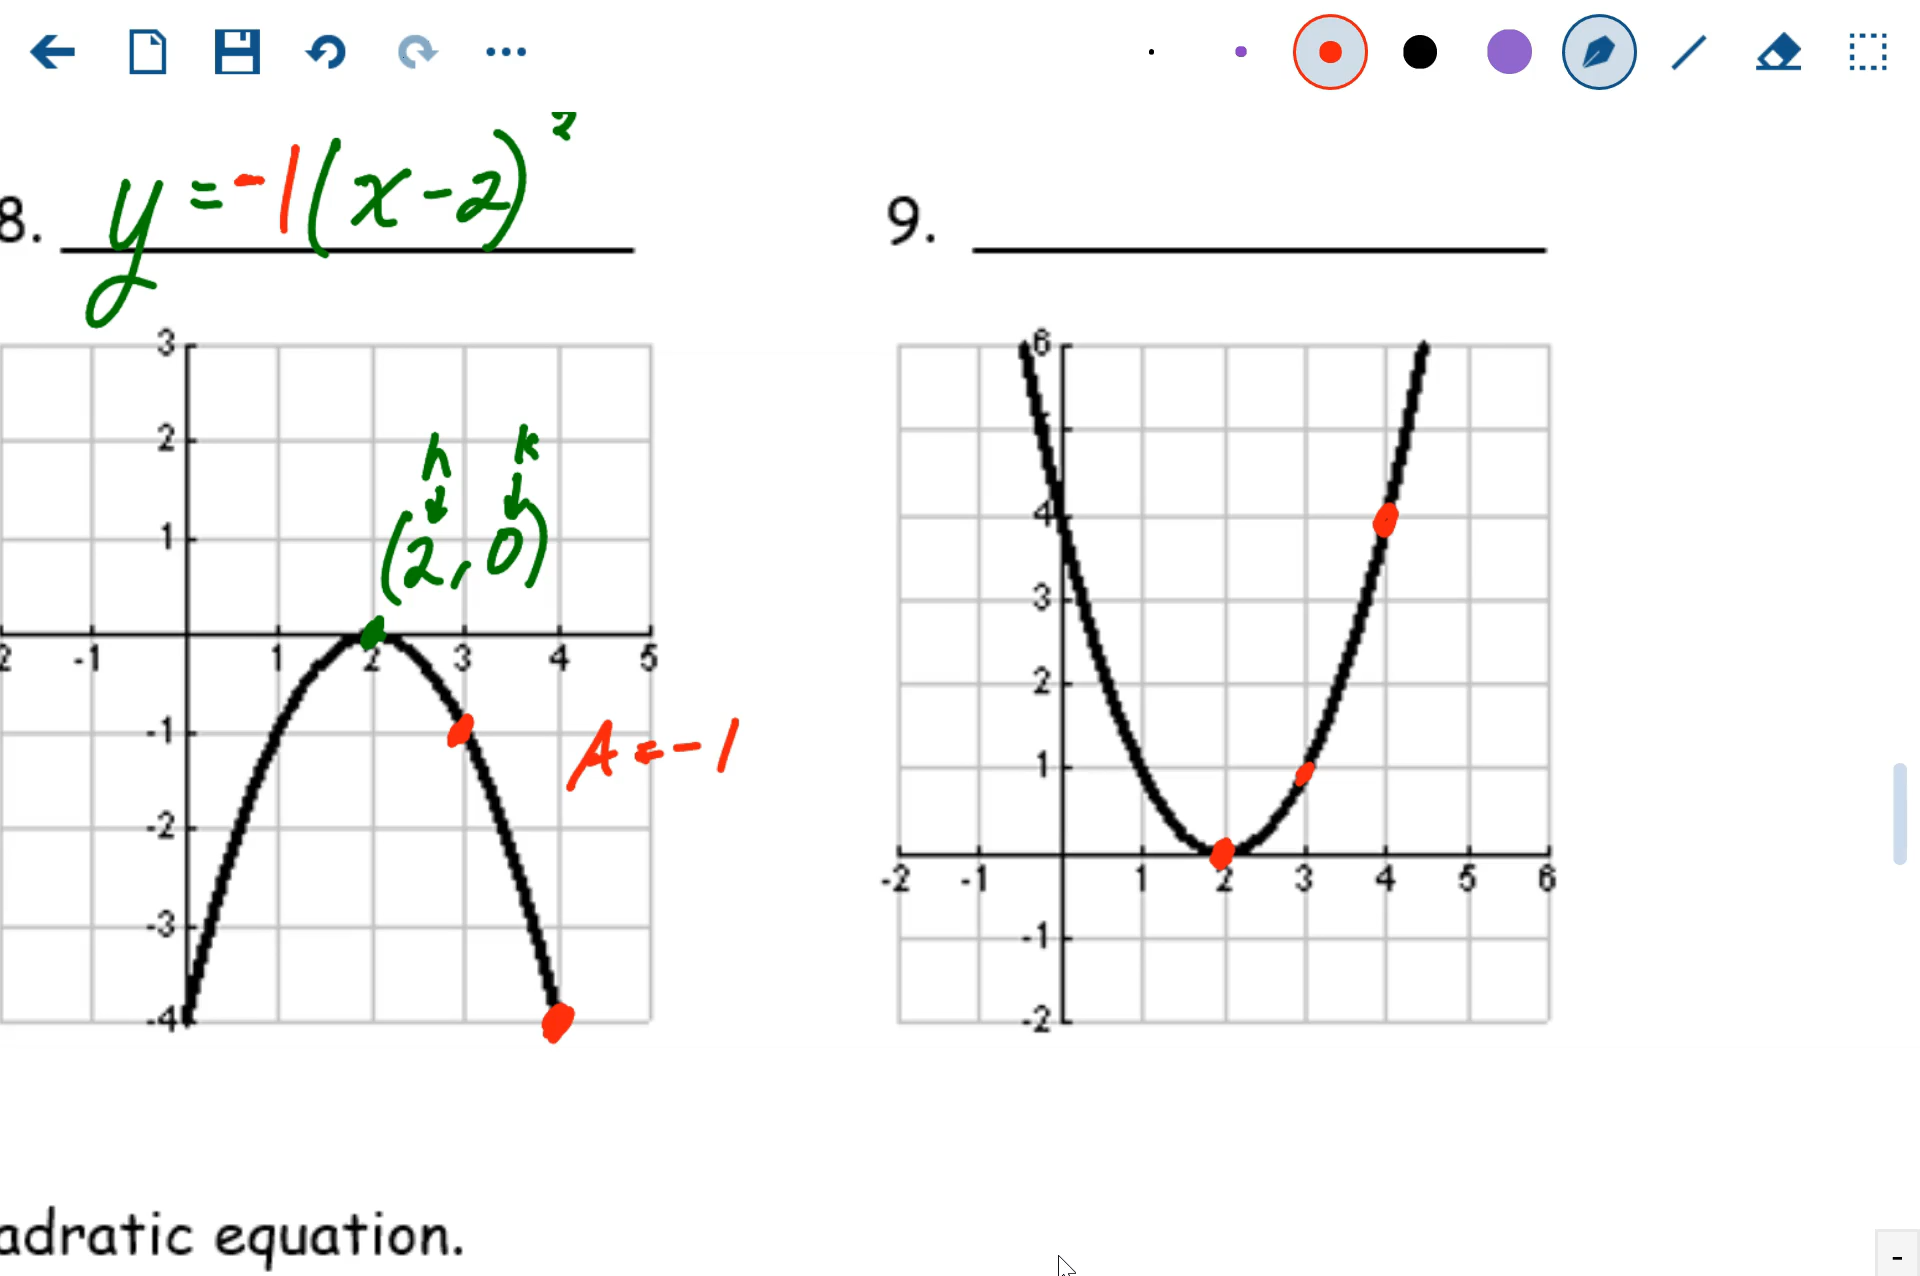 8. y = -1(x-2)²
9.
3
2
1
-1
-2
-3
-4
2 -1 1 2 3 4 5
h k
(2, 0)
A = -1
6
4
3
2
1
-1
-2
-2 -1 1 2 3 4 5 6
adratic equation.
-